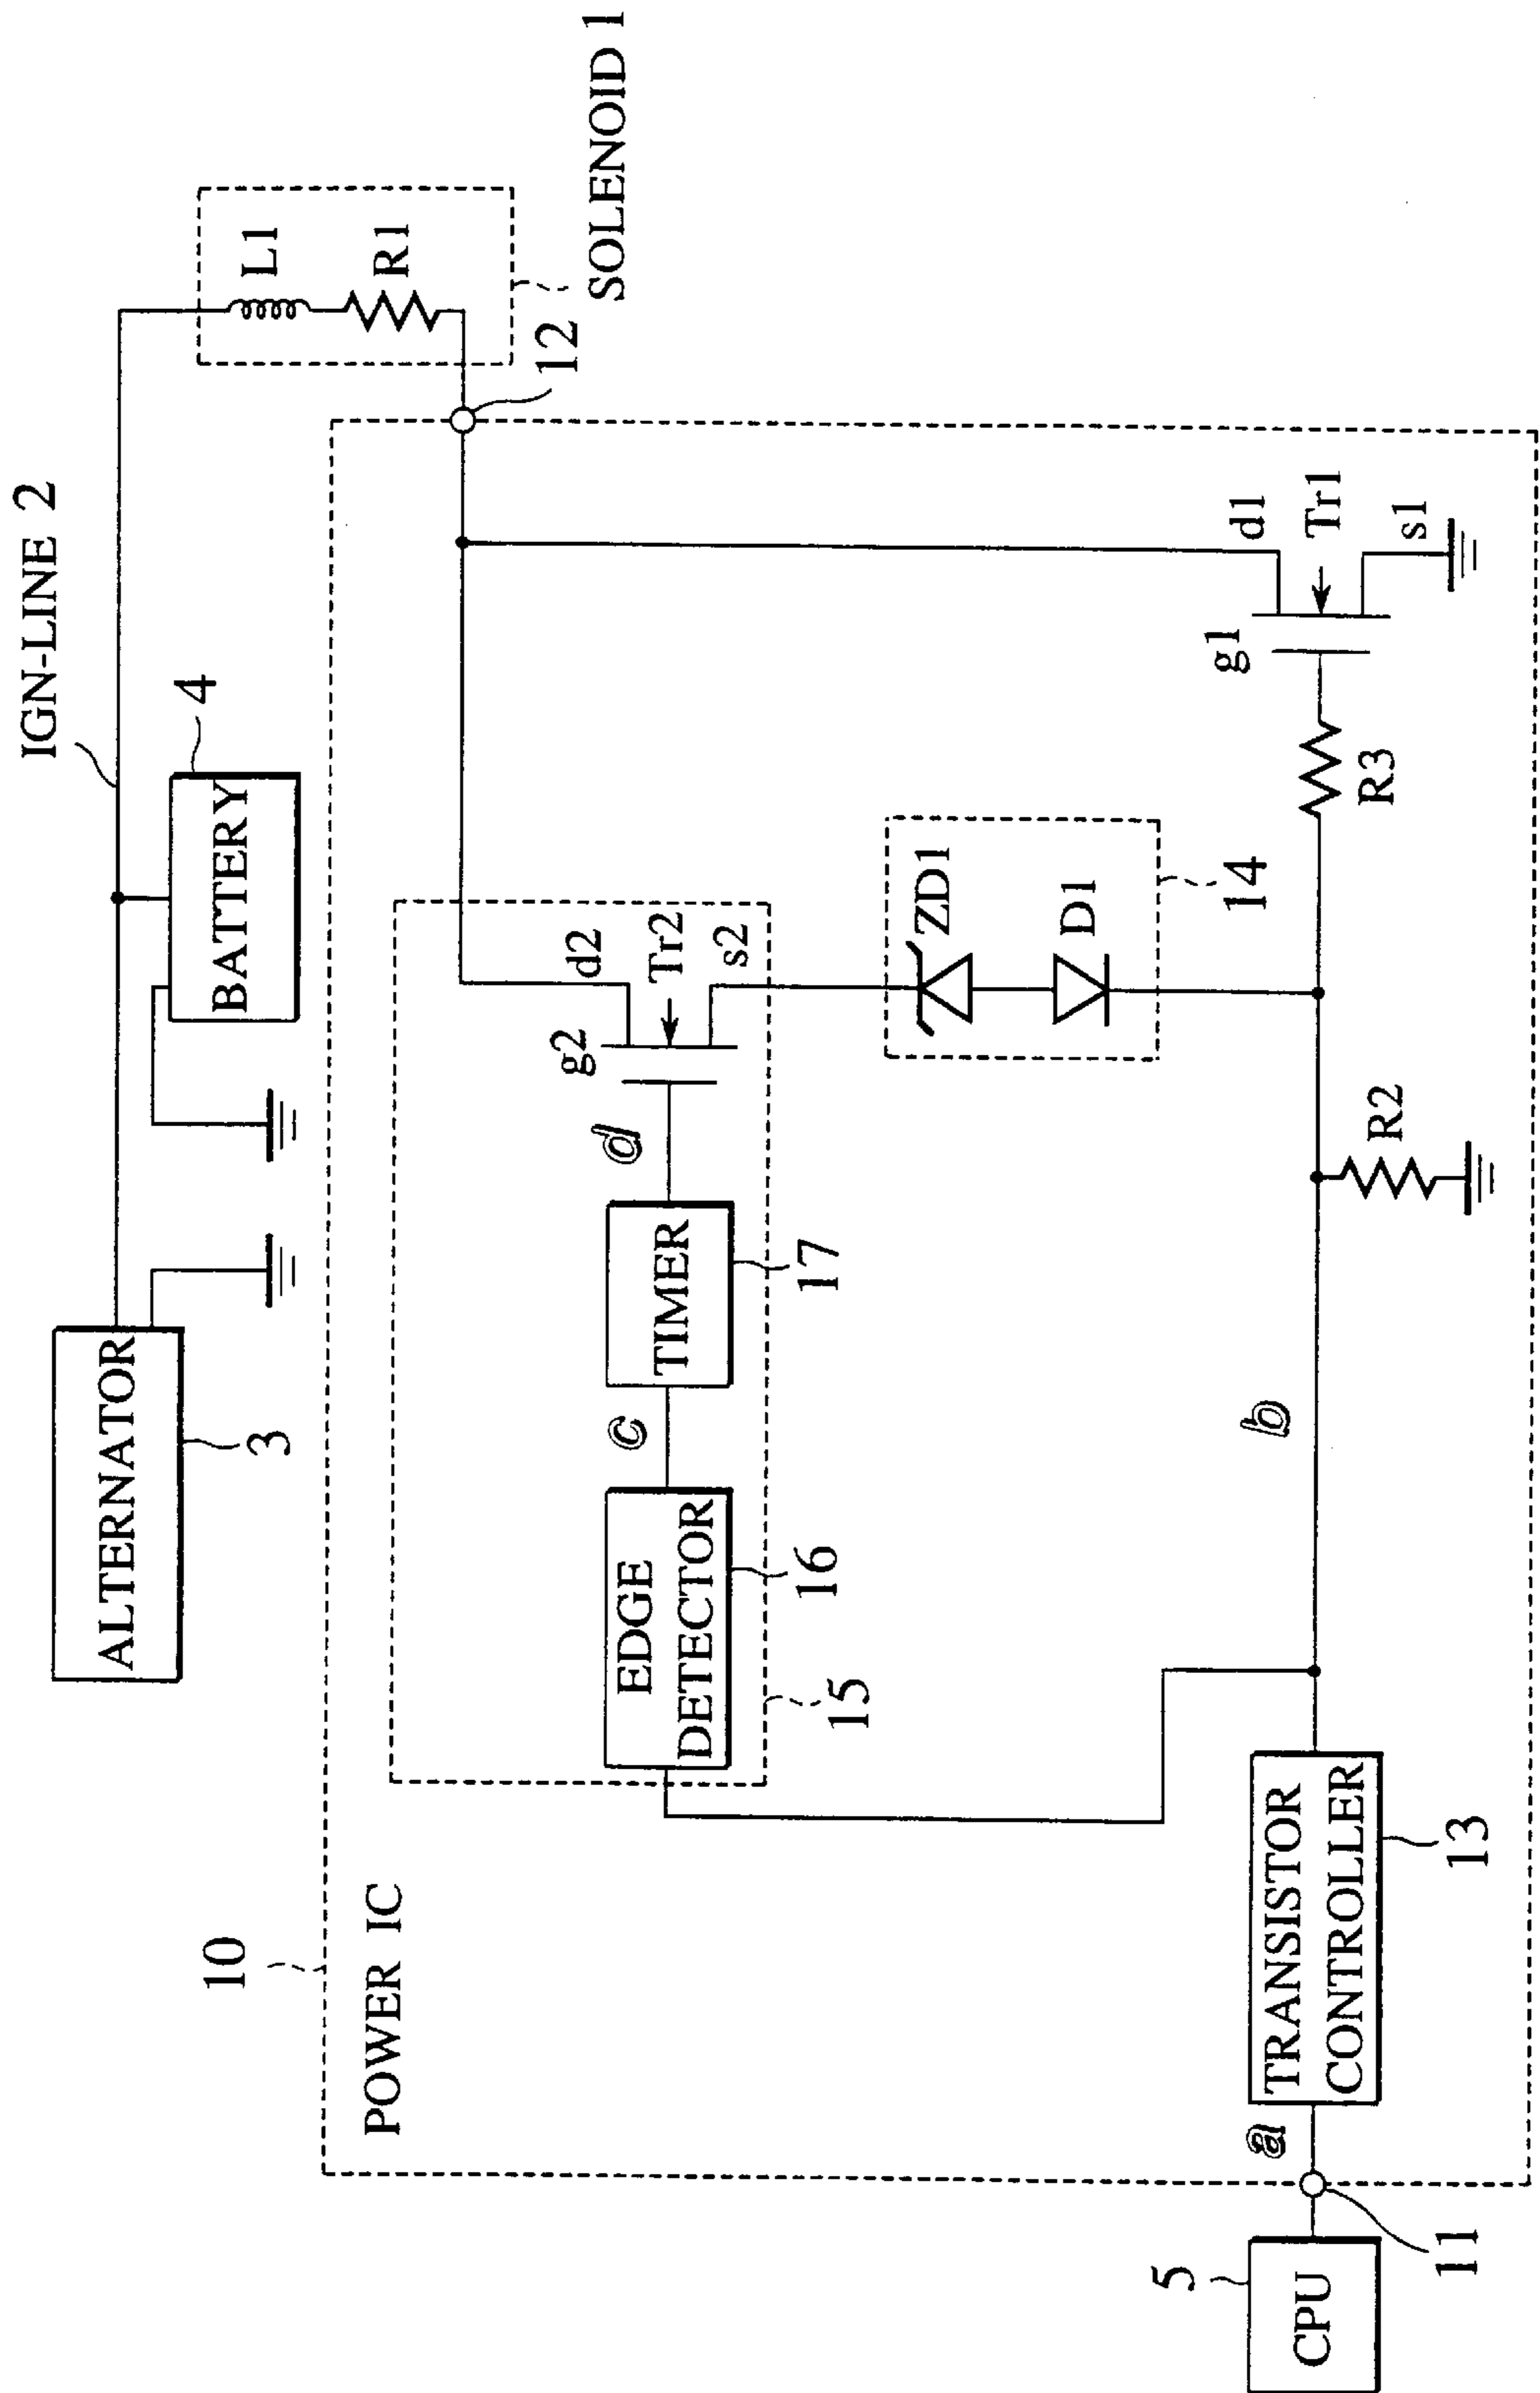 IGN-LINE 2
ALTERNATOR
3
BATTERY
4
L1
R1
SOLENOID 1
12
10
POWER IC
EDGE
DETECTOR
16
c
TIMER
17
d
g2
d2
Tr2
s2
15
ZD1
D1
14
d1
Tr1
s1
g1
R3
R2
b
TRANSISTOR
CONTROLLER
13
a
11
CPU
5